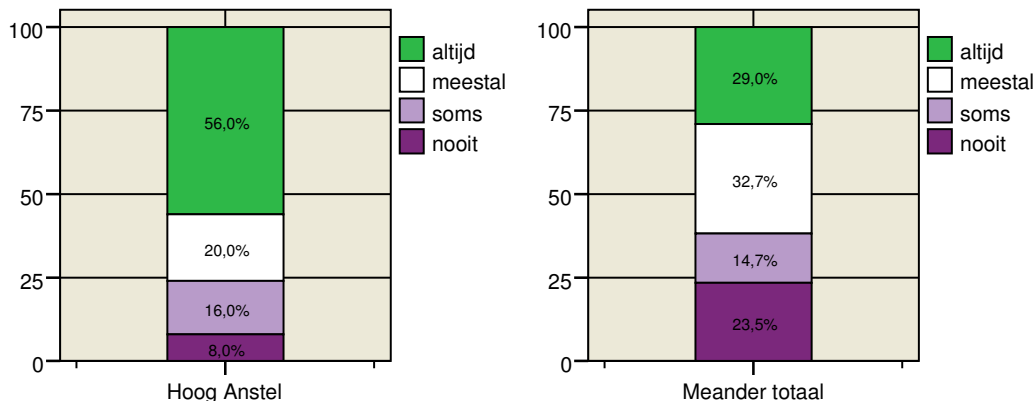 100
75
50
25
0
56,0%
20,0%
16,0%
8,0%
Hoog Anstel
altijd
meestal
soms
nooit
100
75
50
25
0
29,0%
32,7%
14,7%
23,5%
Meander totaal
altijd
meestal
soms
nooit